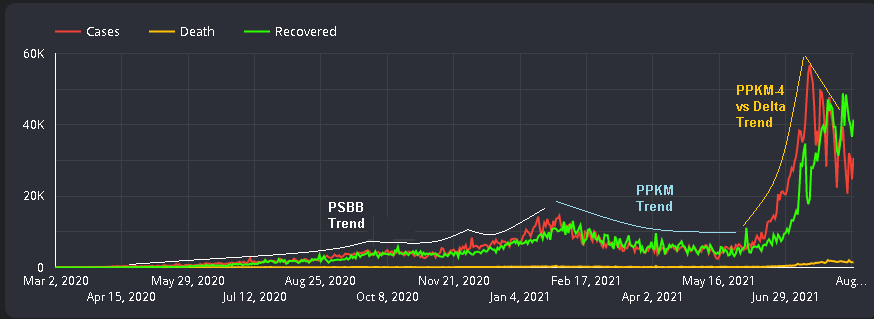 Cases Death Recovered
60K
PPKM-4
vs Delta
Trend
40K
PPKM
Trend
20K
PSBB
Trend
0
Mar 2, 2020 May 29, 2020 Aug 25, 2020 Nov 21, 2020 Feb 17, 2021 May 16, 2021 Aug...
Apr 15, 2020 Jul 12, 2020 Oct 8, 2020 Jan 4, 2021 Apr 2, 2021 Jun 29, 2021